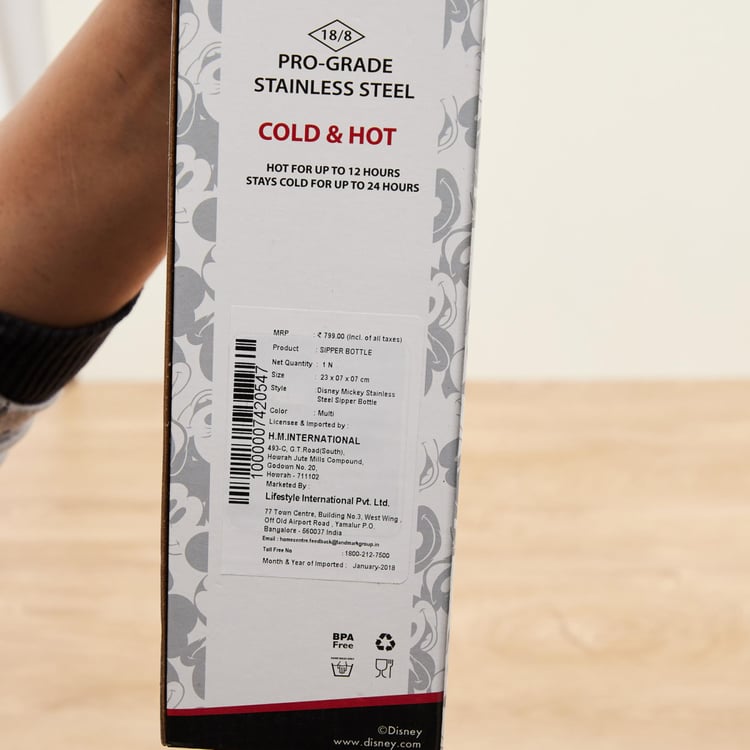 18/8
PRO-GRADE
STAINLESS STEEL
COLD & HOT
HOT FOR UP TO 12 HOURS
STAYS COLD FOR UP TO 24 HOURS
MRP : ₹ 799.00 (Incl. of all taxes)
Product : SIPPER BOTTLE
Net Quantity : 1 N
Size : 23 x 07 x 07 cm
Style : Disney Mickey Stainless
Steel Sipper Bottle
Color : Multi
Licensee & Imported by :
H.M.INTERNATIONAL
493-C, G.T.Road(South),
Howrah Jute Mills Compound,
Godown No. 20,
Howrah - 711102
Marketed By :
Lifestyle International Pvt. Ltd.
77 Town Centre, Building No.3, West Wing ,
Off Old Airport Road , Yamalur P.O,
Bangalore - 560037 India
Email : homecentre.feedback@landmarkgroup.in
Toll Free No : 1800-212-7500
Month & Year of Imported : January-2018
1000007420547
BPA
Free
©Disney
www.disney.com